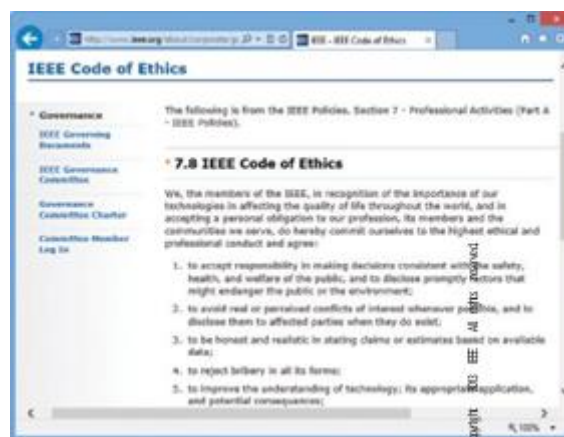 IEEE - IEEE Code of Ethics
IEEE Code of Ethics
Governance
IEEE Governing
Documents
IEEE Governance
Committee
Governance
Committee Charter
Committee Member
Log In
The following is from the IEEE Policies, Section 7 - Professional Activities (Part A
- IEEE Policies).
7.8 IEEE Code of Ethics
We, the members of the IEEE, in recognition of the importance of our
technologies in affecting the quality of life throughout the world, and in
accepting a personal obligation to our profession, its members and the
communities we serve, do hereby commit ourselves to the highest ethical and
professional conduct and agree:
1. to accept responsibility in making decisions consistent with the safety,
health, and welfare of the public, and to disclose promptly factors that
might endanger the public or the environment;
2. to avoid real or perceived conflicts of interest whenever possible, and to
disclose them to affected parties when they do exist;
3. to be honest and realistic in stating claims or estimates based on available
data;
4. to reject bribery in all its forms;
5. to improve the understanding of technology; its appropriate application,
and potential consequences;
100%
IEEE All rights reserved